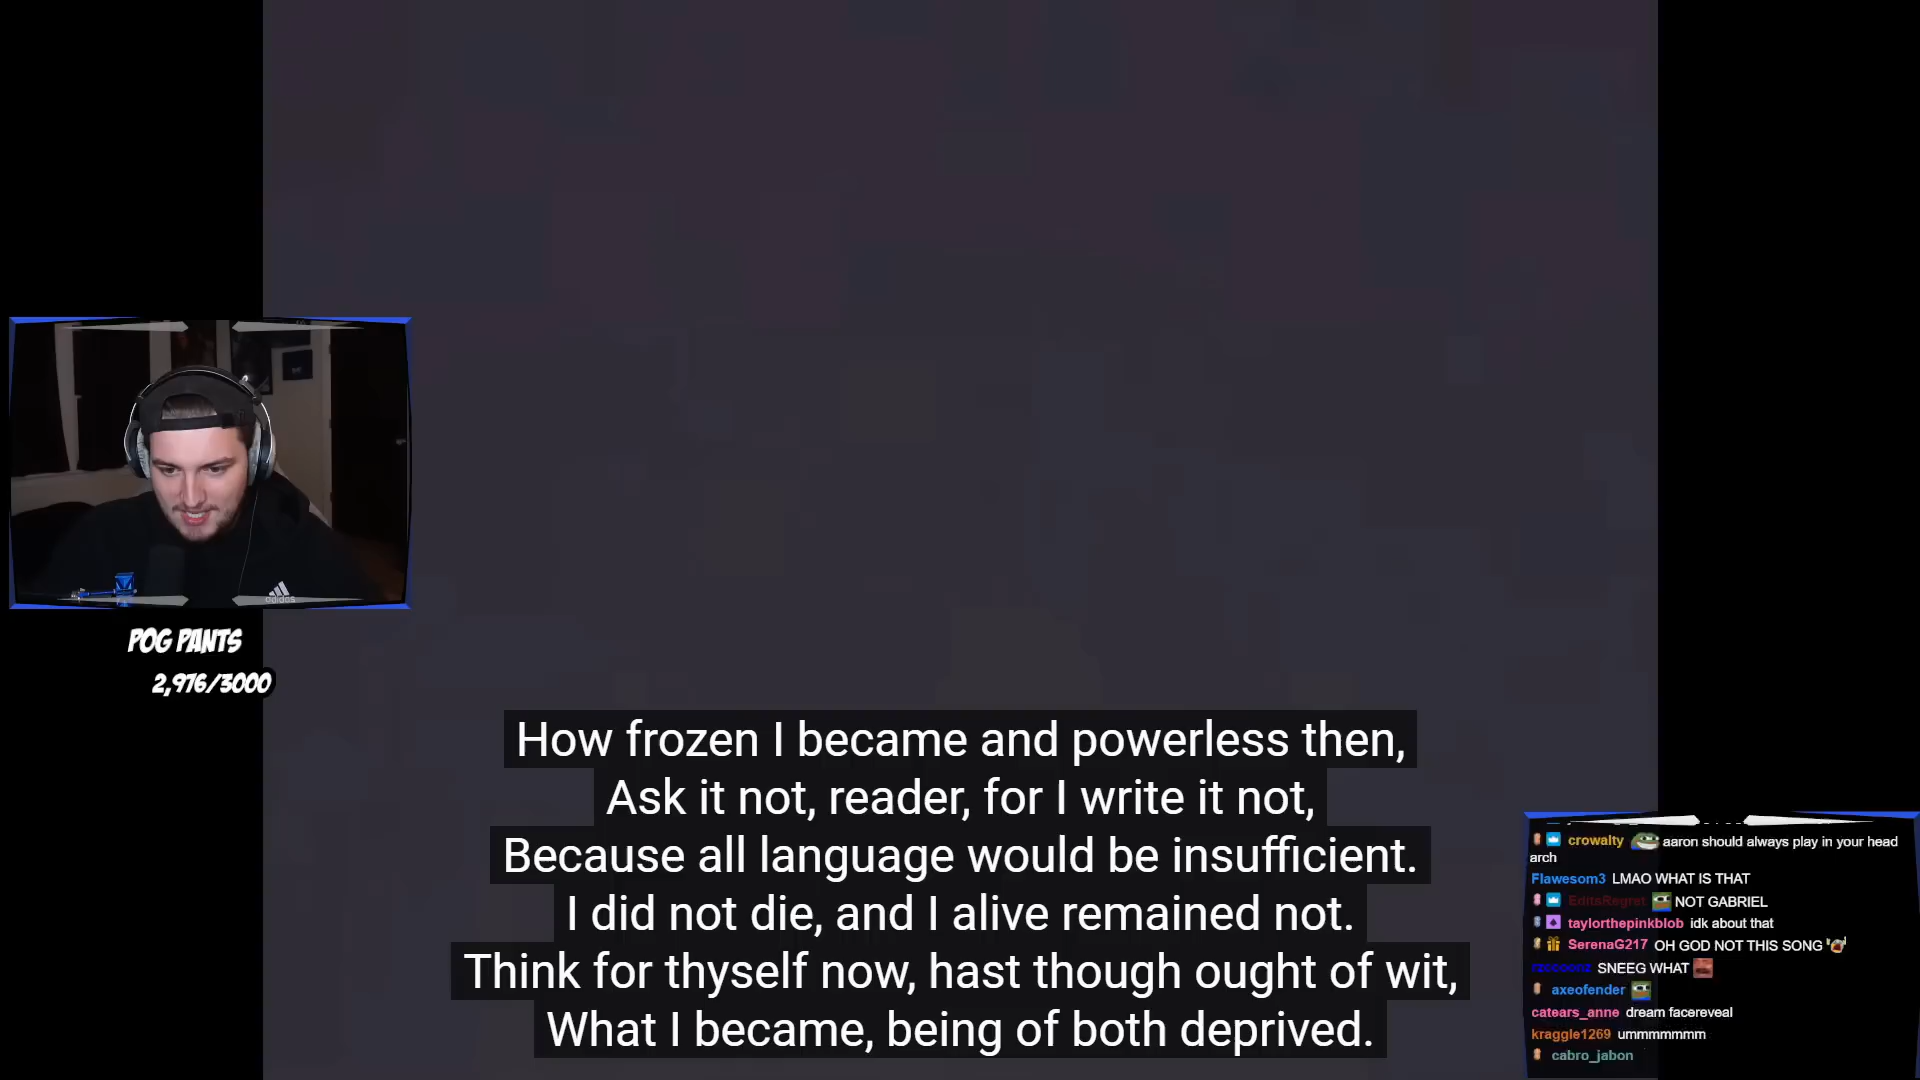 adidas
POG PANTS
2,976/3000
How frozen I became and powerless then,
Ask it not, reader, for I write it not,
Because all language would be insufficient.
I did not die, and I alive remained not.
Think for thyself now, hast though ought of wit,
What I became, being of both deprived.
crowalty aaron should always play in your head
arch
Flawesom3 LMAO WHAT IS THAT
EditsRegret NOT GABRIEL
taylorthepinkblob idk about that
SerenaG217 OH GOD NOT THIS SONG
SNEEG WHAT
axeofender
catears_anne dream facereveal
kraggle1269 ummmmmmm
cabro_jabon